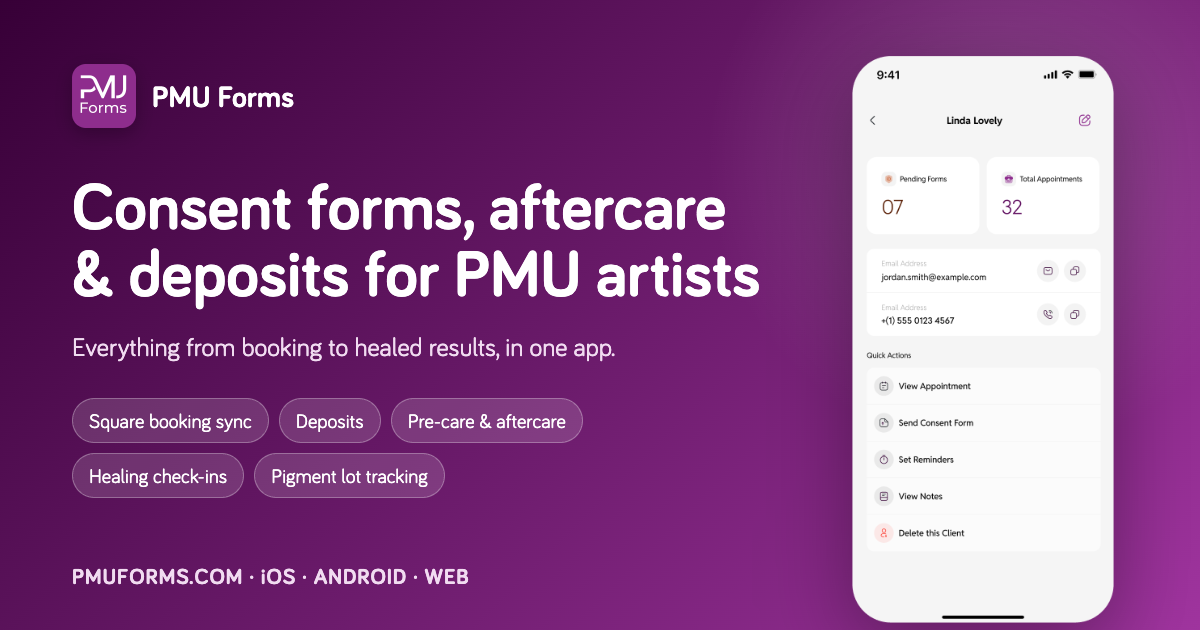 PMU
Forms
PMU Forms
Consent forms, aftercare
& deposits for PMU artists
Everything from booking to healed results, in one app.
Square booking sync
Deposits
Pre-care & aftercare
Healing check-ins
Pigment lot tracking
PMUFORMS.COM · iOS · ANDROID · WEB
9:41
Linda Lovely
Pending Forms
07
Total Appointments
32
Email Address
jordan.smith@example.com
Email Address
+(1) 555 0123 4567
Quick Actions
View Appointment
Send Consent Form
Set Reminders
View Notes
Delete this Client